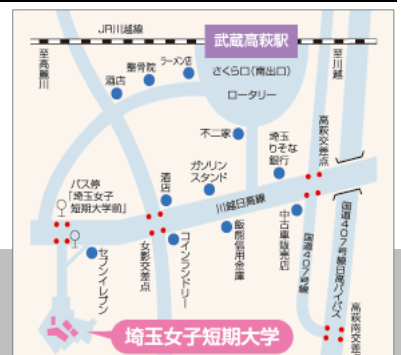 JR川越線
武蔵高萩駅
至高麗川
至川越
さくら口(南出口)
ロータリー
ラーメン店
整骨院
酒店
不二家
埼玉
りそな
銀行
高萩交差点
ガソリン
スタンド
酒店
バス停
「埼玉女子
短期大学前」
川越日高線
セブンイレブン
女影交差点
コインランドリー
飯能信用金庫
中古車販売店
国道407号線
国道407号線日高バイパス
高萩南交差
埼玉女子短期大学